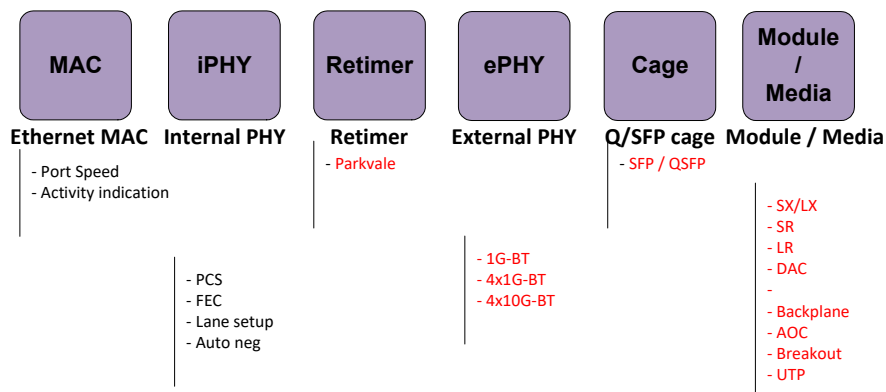 MAC
iPHY
Retimer
ePHY
Cage
Module
/
Media
Ethernet MAC
Internal PHY
Retimer
External PHY
Q/SFP cage
Module / Media
- Port Speed
- Activity indication
- Parkvale
- SFP / QSFP
- PCS
- FEC
- Lane setup
- Auto neg
- 1G-BT
- 4x1G-BT
- 4x10G-BT
- SX/LX
- SR
- LR
- DAC
-
- Backplane
- AOC
- Breakout
- UTP